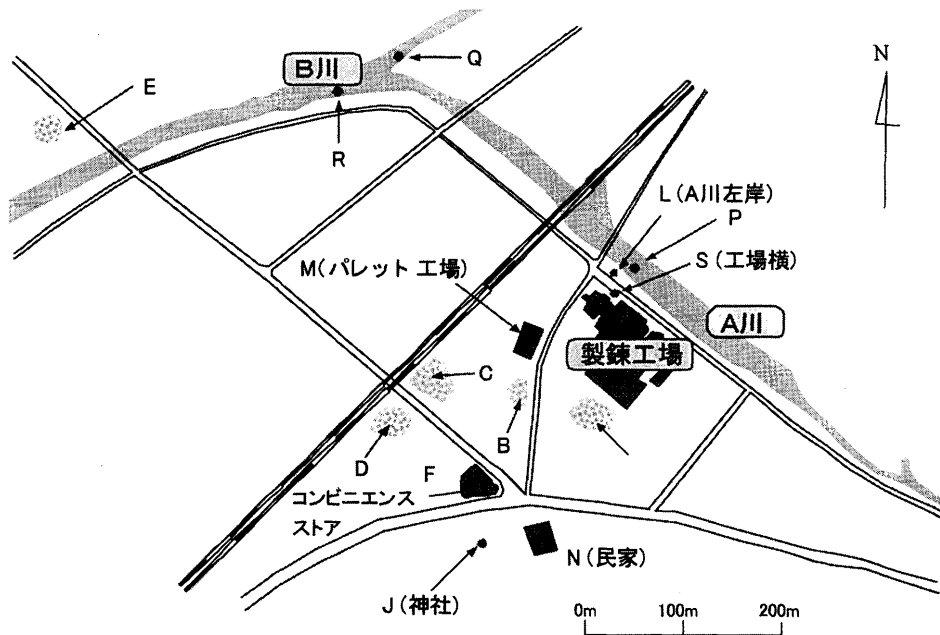 N
Q
B川
E
R
L(A川左岸)
P
S(工場横)
M(パレット 工場)
A川
製錬工場
C
B
D
F
コンビニエンス
ストア
N(民家)
J(神社)
0m 100m 200m